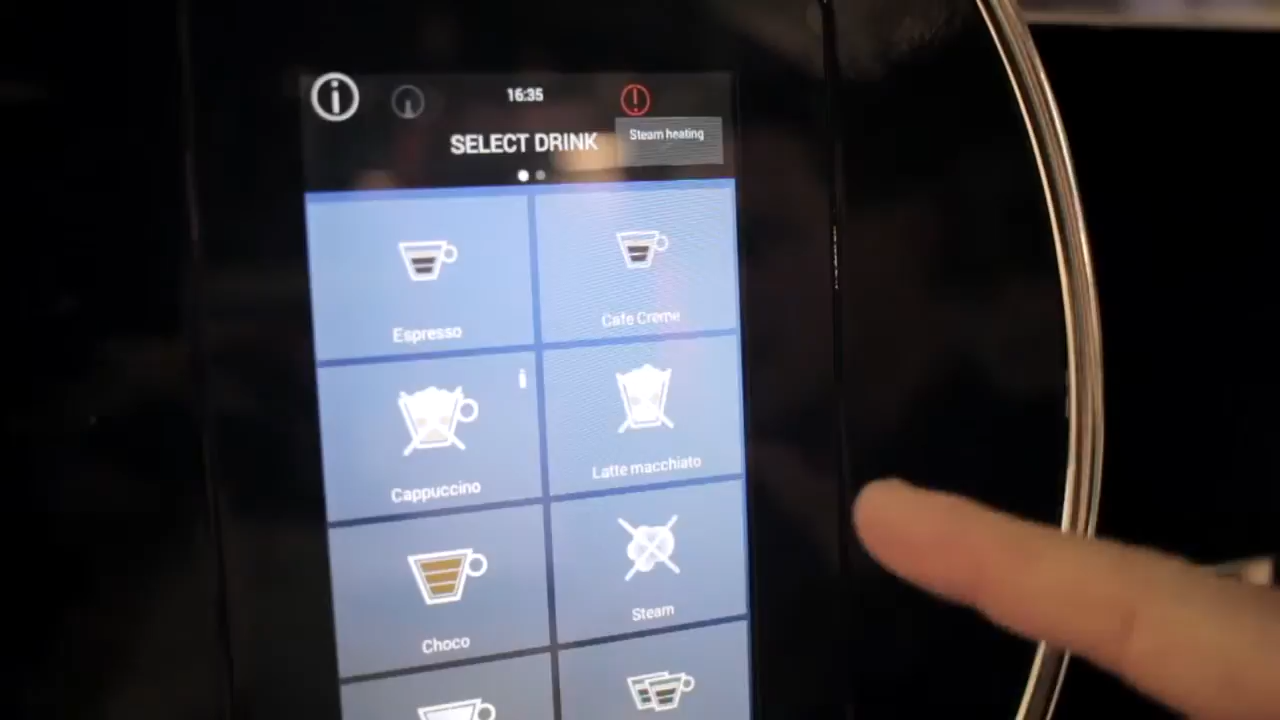 16:35
SELECT DRINK
Steam heating
Espresso
Cafe Creme
Cappuccino
Latte macchiato
Choco
Steam